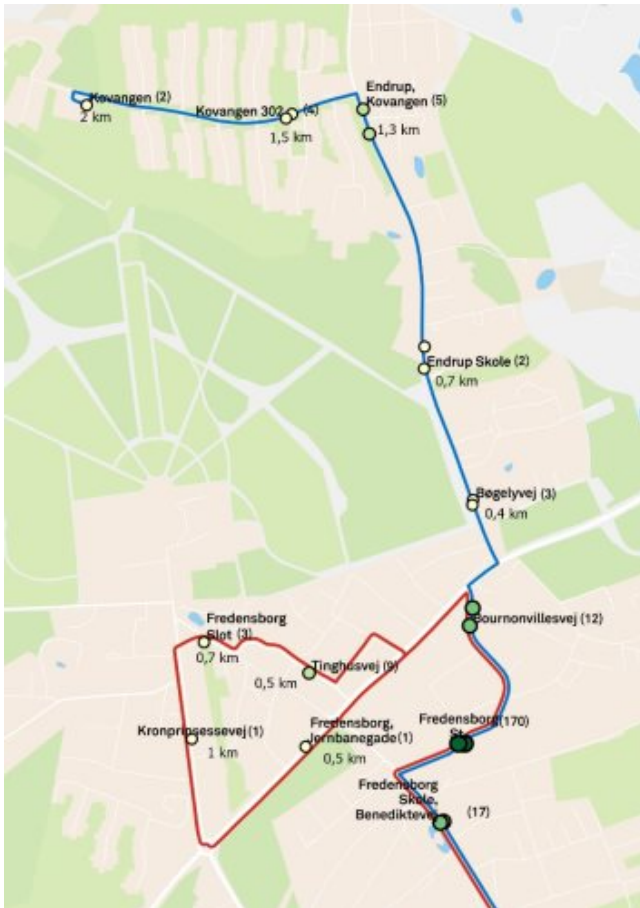 Kovangen (2)
2 km
Kovangen 302 (4)
1,5 km
Endrup,
Kovangen (5)
1,3 km
Endrup Skole (2)
0,7 km
Bøgelyvej (3)
0,4 km
Bournonvillesvej (12)
Fredensborg
Slot (3)
0,7 km
Tinghusvej (9)
0,5 km
Kronprinsessevej (1)
1 km
Fredensborg,
Jernbanegade (1)
0,5 km
Fredensborg
St. (170)
Fredensborg
Skole,
Benediktevej (17)